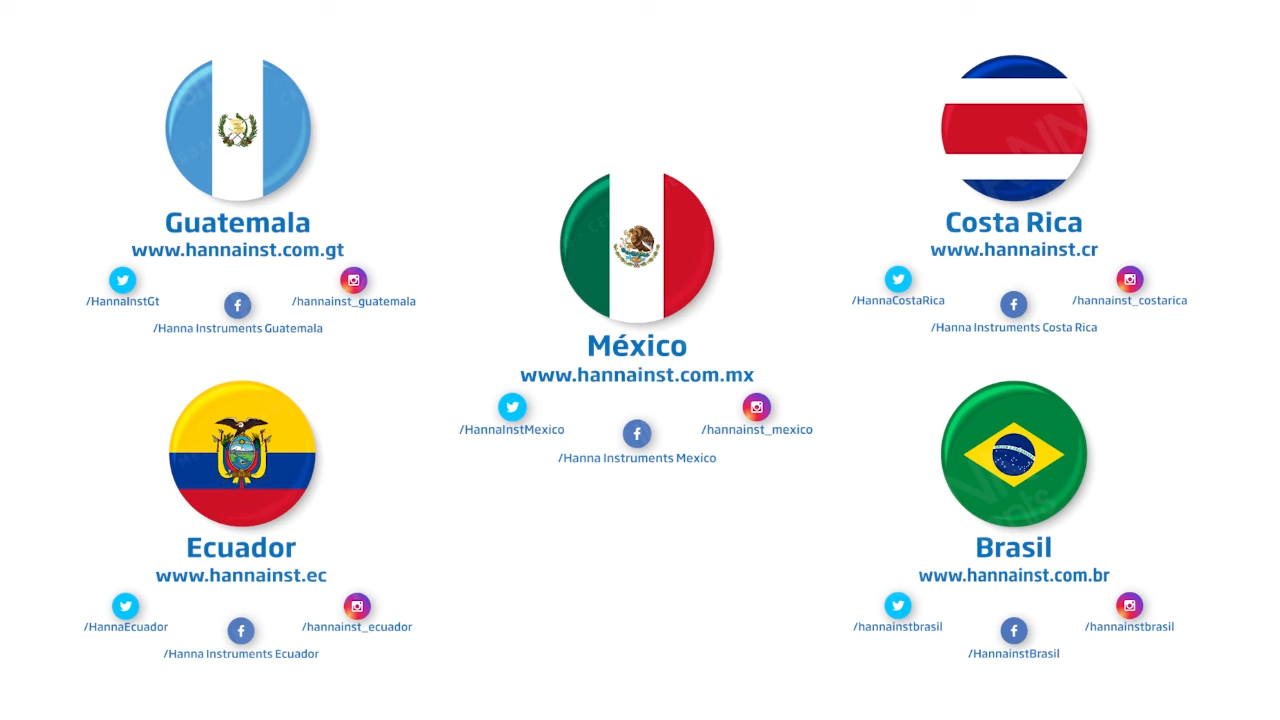 Guatemala
www.hannainst.com.gt
/HannaInstGt
/hannainst_guatemala
/Hanna Instruments Guatemala
Costa Rica
www.hannainst.cr
/HannaCostaRica
/hannainst_costarica
/Hanna Instruments Costa Rica
México
www.hannainst.com.mx
/HannaInstMexico
/hannainst_mexico
/Hanna Instruments Mexico
Ecuador
www.hannainst.ec
/HannaEcuador
/hannainst_ecuador
/Hanna Instruments Ecuador
Brasil
www.hannainst.com.br
/hannainstbrasil
/hannainstbrasil
/HannainstBrasil